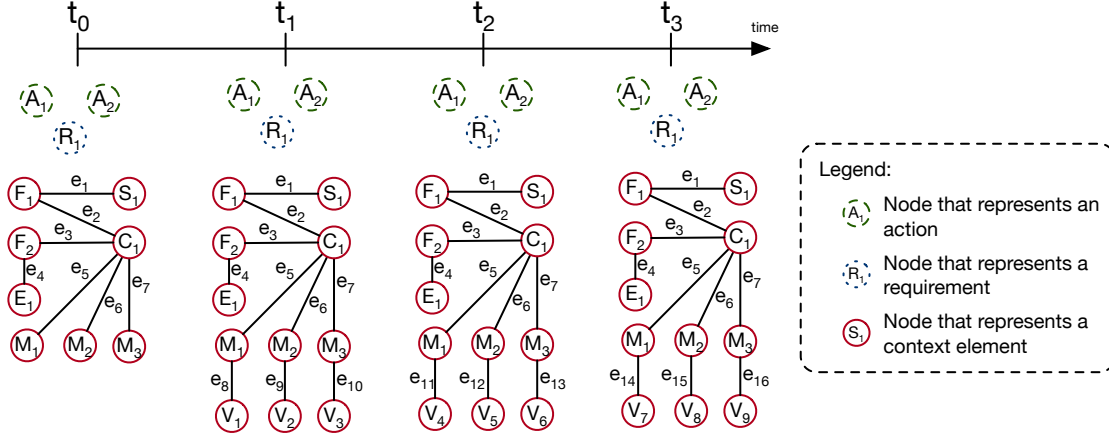 t₀ t₁ t₂ t₃ time
A₁ A₂ A₁ A₂ A₁ A₂ A₁ A₂
R₁ R₁ R₁ R₁
F₁ e₁ S₁ F₁ e₁ S₁ F₁ e₁ S₁ F₁ e₁ S₁
e₂ e₂ e₂ e₂
F₂ e₃ C₁ F₂ e₃ C₁ F₂ e₃ C₁ F₂ e₃ C₁
e₄ e₅ e₇ e₄ e₅ e₇ e₄ e₅ e₇ e₄ e₅ e₇
E₁ e₆ E₁ e₆ E₁ e₆ E₁ e₆
M₁ M₂ M₃ M₁ M₂ M₃ M₁ M₂ M₃ M₁ M₂ M₃
e₈ e₉ e₁₀ e₁₁ e₁₂ e₁₃ e₁₄ e₁₅ e₁₆
V₁ V₂ V₃ V₄ V₅ V₆ V₇ V₈ V₉
Legend:
A₁ Node that represents an
action
R₁ Node that represents a
requirement
S₁ Node that represents a
context element